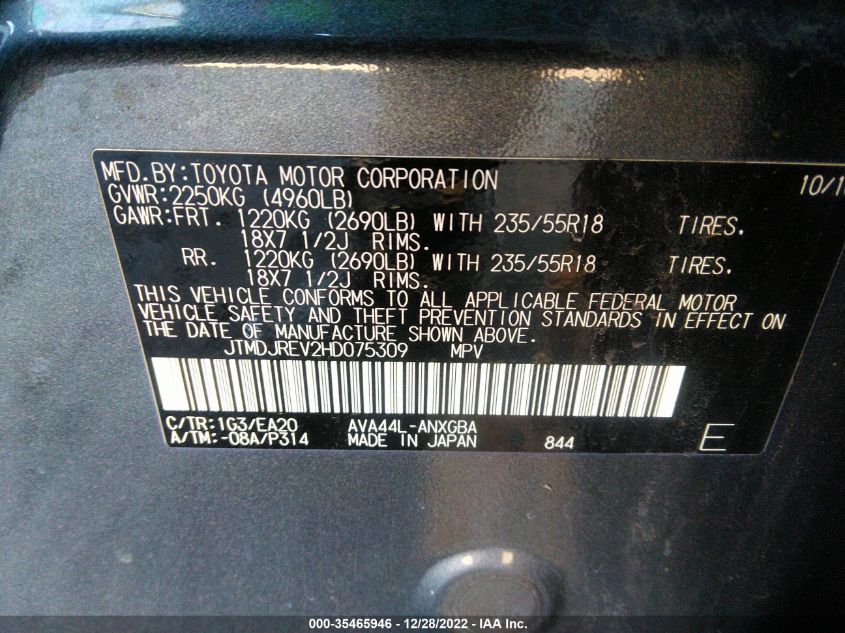 MFD.BY:TOYOTA MOTOR CORPORATION 10/1
GVWR:2250KG (4960LB)
GAWR:FRT. 1220KG (2690LB) WITH 235/55R18 TIRES.
18X7 1/2J RIMS.
RR. 1220KG (2690LB) WITH 235/55R18 TIRES.
18X7 1/2J RIMS.
THIS VEHICLE CONFORMS TO ALL APPLICABLE FEDERAL MOTOR
VEHICLE SAFETY AND THEFT PREVENTION STANDARDS IN EFFECT ON
THE DATE OF MANUFACTURE SHOWN ABOVE.
JTMDJREV2HD075309 MPV
C/TR:1G3/EA20 AVA44L-ANXGBA
A/TM:-08A/P314 MADE IN JAPAN 844 E
000-35465946 - 12/28/2022 - IAA Inc.